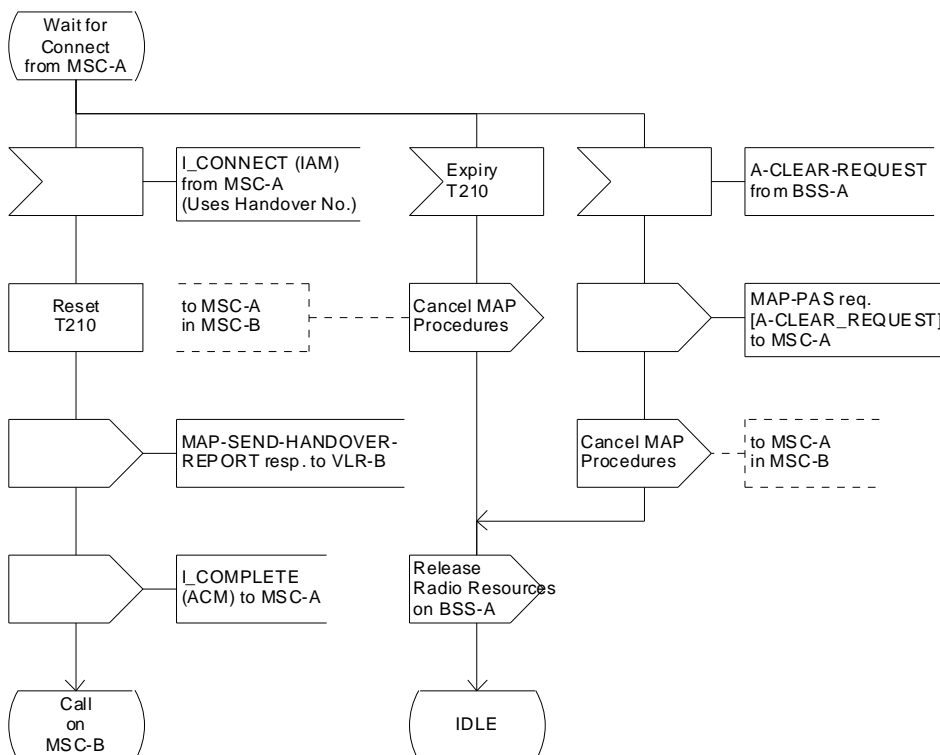 Wait for
Connect
from MSC-A
I_CONNECT (IAM)
from MSC-A
(Uses Handover No.)
Expiry
T210
A-CLEAR-REQUEST
from BSS-A
Reset
T210
to MSC-A
in MSC-B
Cancel MAP
Procedures
MAP-PAS req.
[A-CLEAR_REQUEST]
to MSC-A
MAP-SEND-HANDOVER-
REPORT resp. to VLR-B
Cancel MAP
Procedures
to MSC-A
in MSC-B
I_COMPLETE
(ACM) to MSC-A
Release
Radio Resources
on BSS-A
Call
on
MSC-B
IDLE